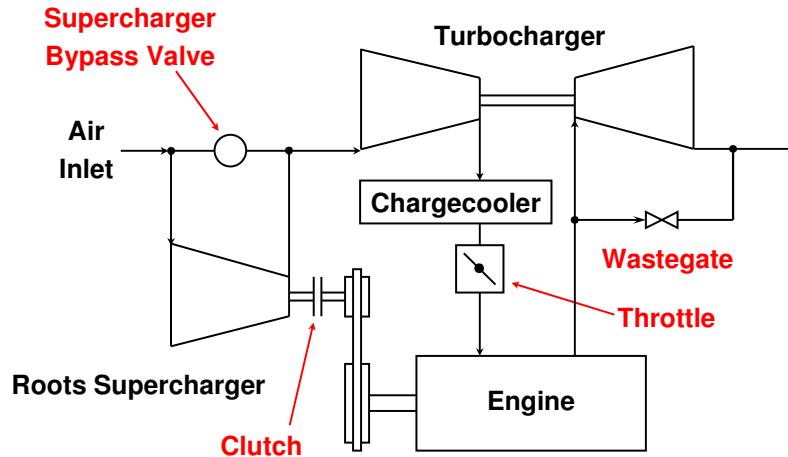 Supercharger
Bypass Valve
Turbocharger
Air
Inlet
Chargecooler
Wastegate
Throttle
Roots Supercharger
Engine
Clutch